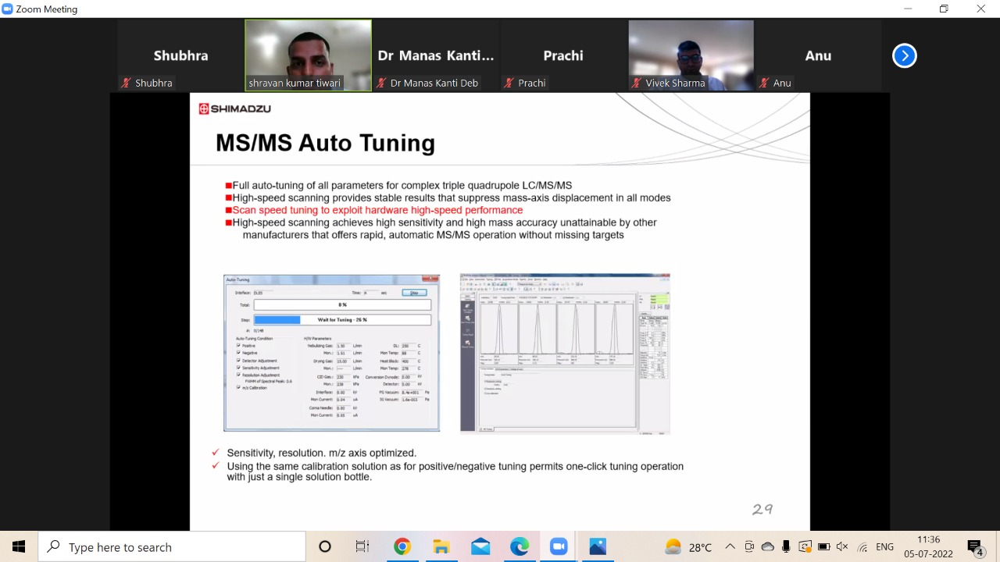 Zoom Meeting
Shubhra
Dr Manas Kanti...
Prachi
Anu
Shubhra
shravan kumar tiwari
Dr Manas Kanti Deb
Prachi
Vivek Sharma
Anu
SHIMADZU
MS/MS Auto Tuning
Full auto-tuning of all parameters for complex triple quadrupole LC/MS/MS
High-speed scanning provides stable results that suppress mass-axis displacement in all modes
Scan speed tuning to exploit hardware high-speed performance
High-speed scanning achieves high sensitivity and high mass accuracy unattainable by other
manufacturers that offers rapid, automatic MS/MS operation without missing targets
Auto-Tuning
Interface: Time: sec Stop
Total: 0 %
Step: Wait for Tuning - 26 %
#: 0/148
Auto-Tuning Condition H/W Parameters
Positive Nebulizing Gas: 1.50 L/min DL: 250 C
Negative Mon.: 1.51 L/min Mon Temp: 88 C
Detector Adjustment Drying Gas: 15.00 L/min Heat Block: 400 C
Sensitivity Adjustment Mon.: L/min Mon Temp: 278 C
Resolution Adjustment CID Gas: 230 kPa Conversion Dynode: 0.00 kV
FWHM of Spectral Peak: 0.6 Mon: 230 kPa Detector: 0.00 kV
m/z Calibration Interface: 0.00 kV PG Vacuum: Pa
Mon Current: 0.04 uA IG Vacuum: 1.6e-003 Pa
Corna Needle: 0.00 kV
Mon Current: 0.05 uA
Sensitivity, resolution. m/z axis optimized.
Using the same calibration solution as for positive/negative tuning permits one-click tuning operation
with just a single solution bottle.
29
Type here to search
28°C
ENG
11:36
05-07-2022
4